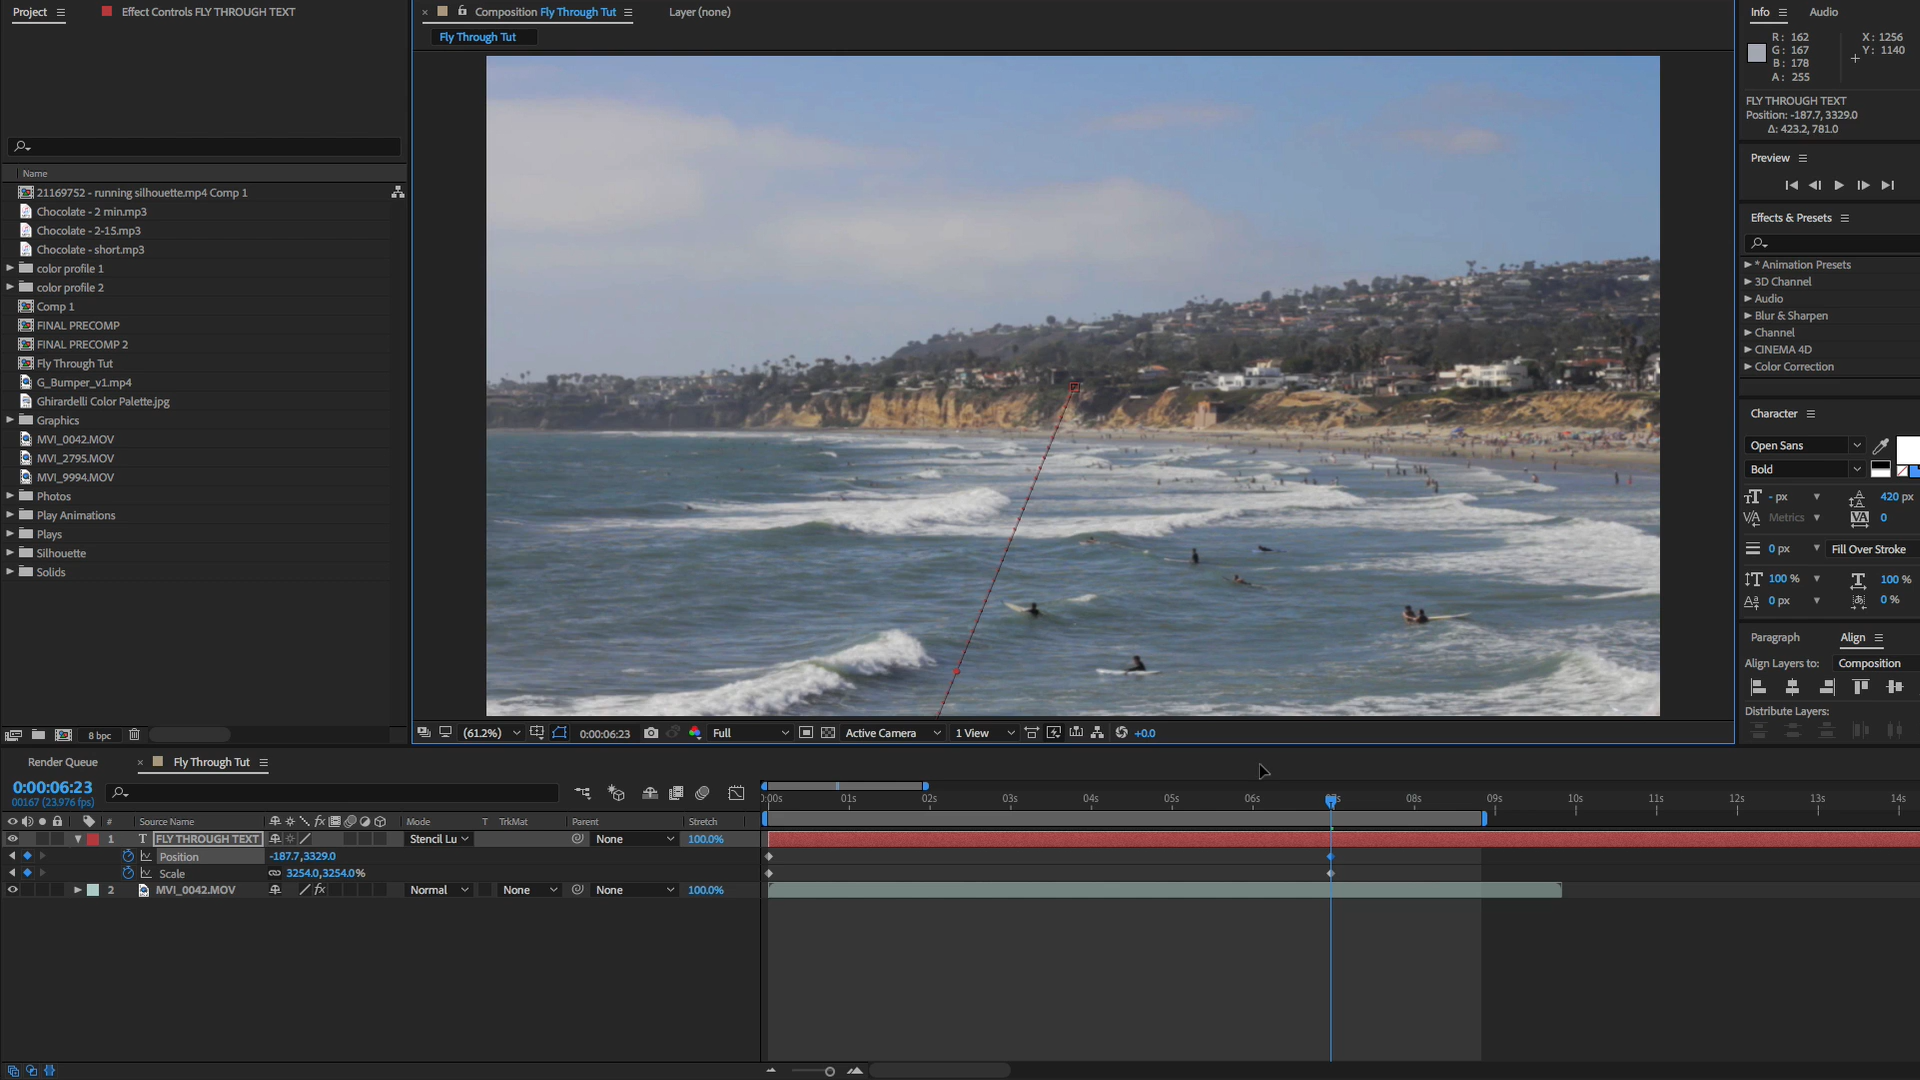 Project
Effect Controls FLY THROUGH TEXT
Composition Fly Through Tut
Layer (none)
Fly Through Tut
Info
Audio
R: 162
G: 167
B: 178
A: 255
X: 1256
Y: 1140
FLY THROUGH TEXT
Position: -187.7, 3329.0
Δ: 423.2, 781.0
Preview
Effects & Presets
* Animation Presets
3D Channel
Audio
Blur & Sharpen
Channel
CINEMA 4D
Color Correction
Character
Open Sans
Bold
- px
420 px
Metrics
0
0 px
Fill Over Stroke
100 %
100 %
0 px
0 %
Paragraph
Align
Align Layers to:
Composition
Distribute Layers:
Name
21169752 - running silhouette.mp4 Comp 1
Chocolate - 2 min.mp3
Chocolate - 2-15.mp3
Chocolate - short.mp3
color profile 1
color profile 2
Comp 1
FINAL PRECOMP
FINAL PRECOMP 2
Fly Through Tut
G_Bumper_v1.mp4
Ghirardelli Color Palette.jpg
Graphics
MVI_0042.MOV
MVI_2795.MOV
MVI_9994.MOV
Photos
Play Animations
Plays
Silhouette
Solids
8 bpc
(61.2%)
0:00:06:23
Full
Active Camera
1 View
+0.0
Render Queue
Fly Through Tut
0:00:06:23
00167 (23.976 fps)
:00s 01s 02s 03s 04s 05s 06s 08s 09s 10s 11s 12s 13s 14s
# Source Name Mode T TrkMat Parent Stretch
1 T FLY THROUGH TEXT Stencil Lu None 100.0%
Position -187.7,3329.0
Scale 3254.0,3254.0%
2 MVI_0042.MOV Normal None None 100.0%